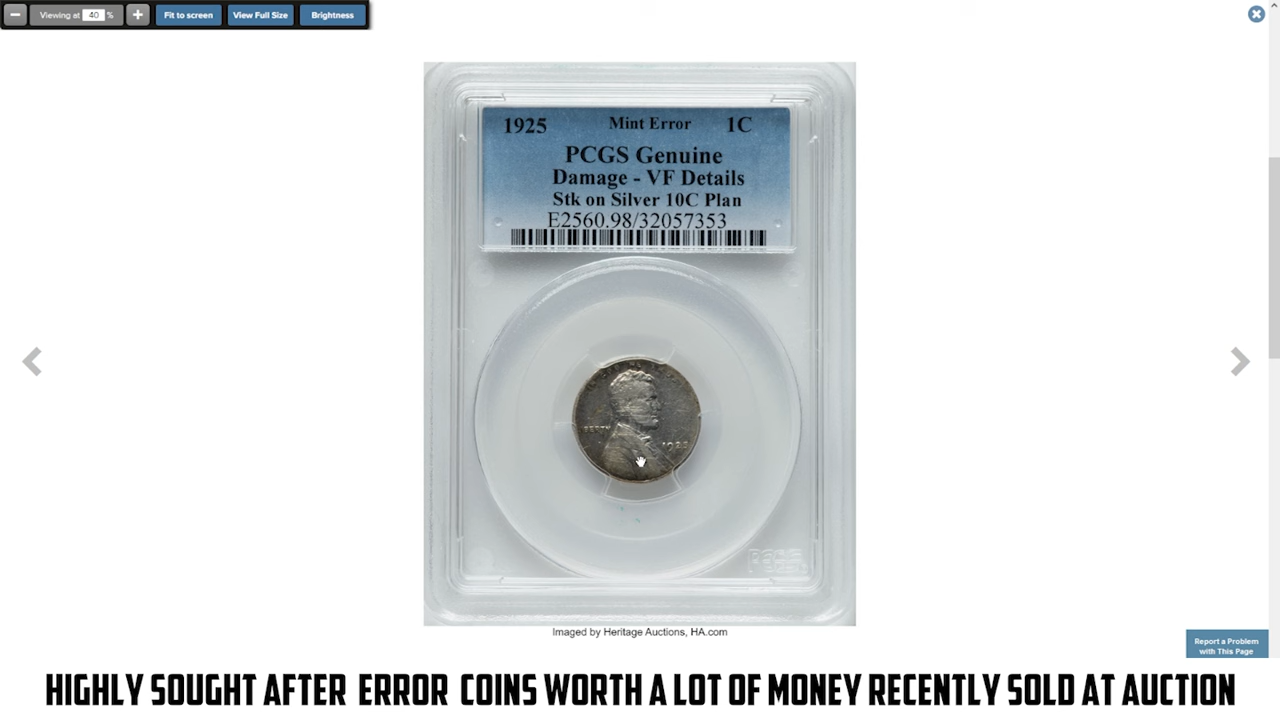 Viewing at 40 %
Fit to screen
View Full Size
Brightness
1925 Mint Error 1C
PCGS Genuine
Damage - VF Details
Stk on Silver 10C Plan
E2560.98/32057353
Imaged by Heritage Auctions, HA.com
Report a Problem
with This Page
HIGHLY SOUGHT AFTER ERROR COINS WORTH A LOT OF MONEY RECENTLY SOLD AT AUCTION